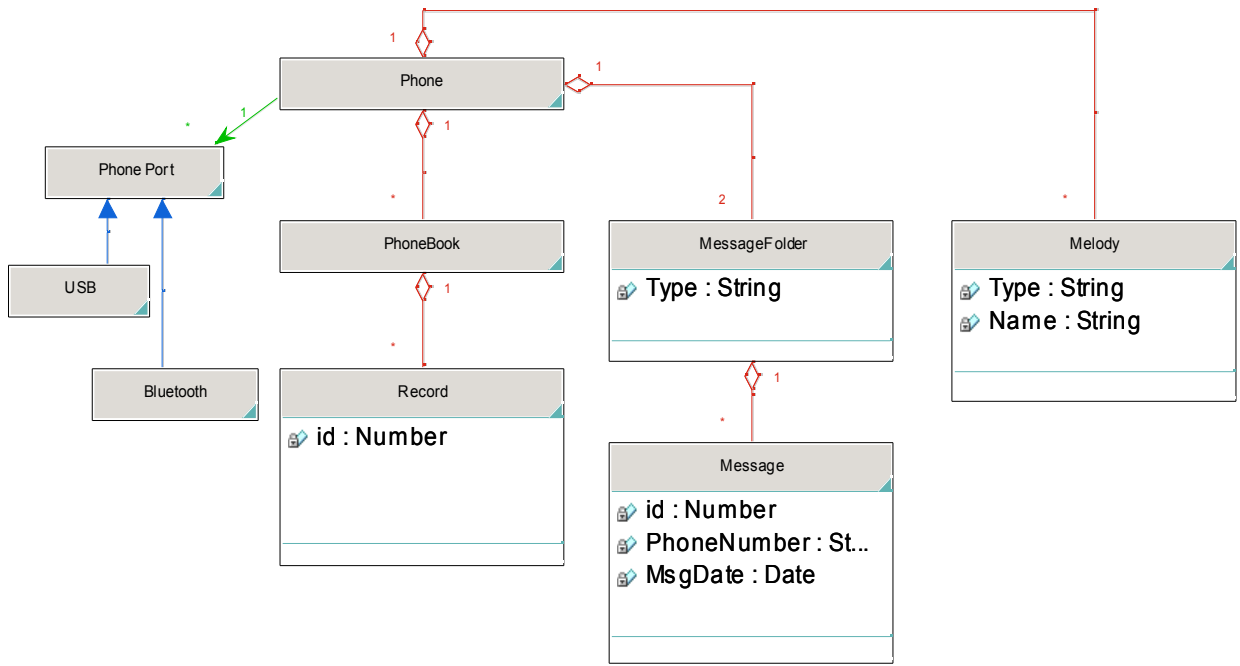 1
Phone
1
1
*
1
Phone Port
*
2
*
PhoneBook
MessageFolder
Melody
USB
1
Type : String
Type : String
Name : String
*
Bluetooth
Record
1
id : Number
*
Message
id : Number
PhoneNumber : St...
MsgDate : Date